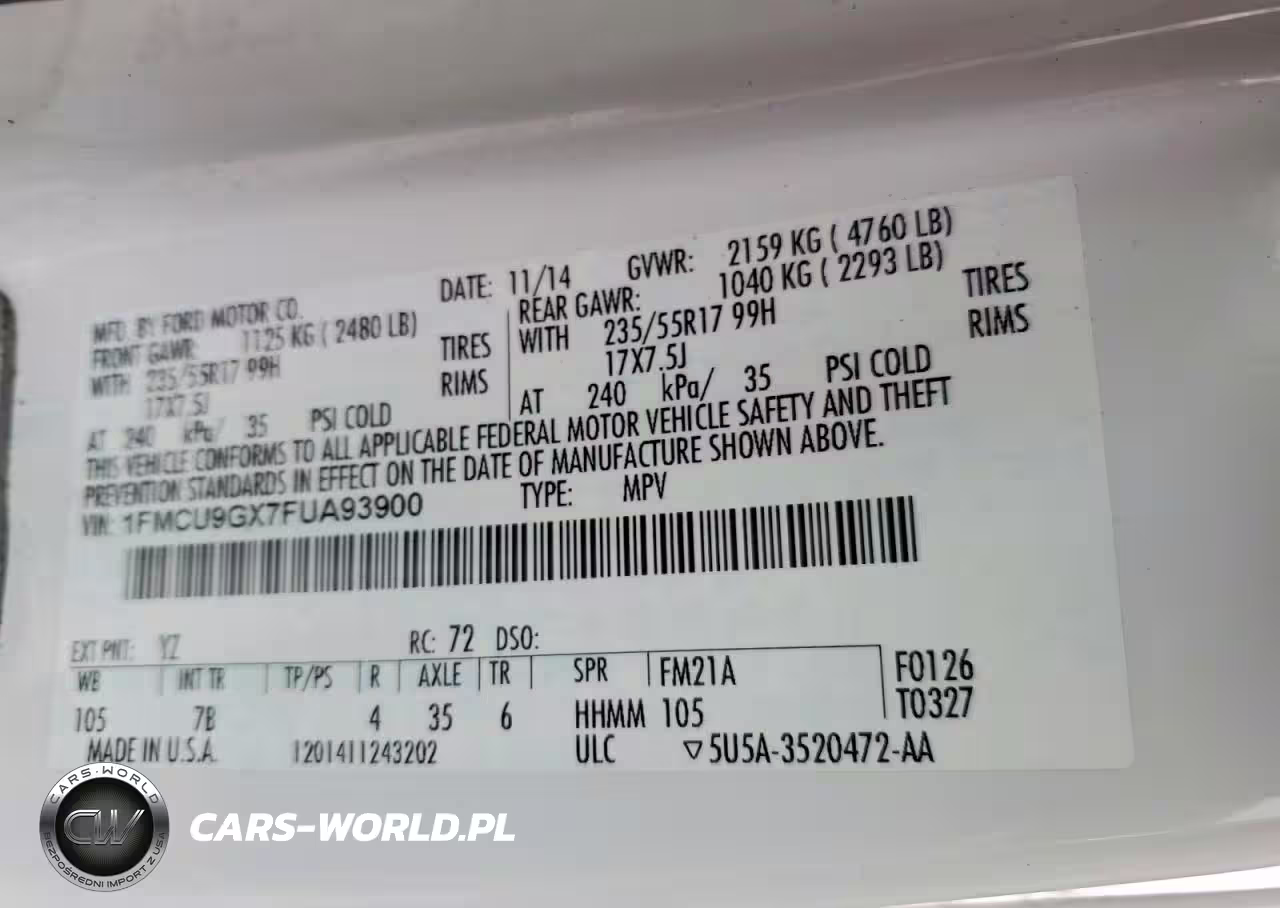 MFD. BY FORD MOTOR CO. DATE: 11/14 GVWR: 2159 KG ( 4760 LB)
FRONT GAWR: 1125 KG ( 2480 LB) REAR GAWR: 1040 KG ( 2293 LB)
WITH 235/55R17 99H TIRES WITH 235/55R17 99H TIRES
17X7.5J RIMS 17X7.5J RIMS
AT 240 kPa/ 35 PSI COLD AT 240 kPa/ 35 PSI COLD
THIS VEHICLE CONFORMS TO ALL APPLICABLE FEDERAL MOTOR VEHICLE SAFETY AND THEFT
PREVENTION STANDARDS IN EFFECT ON THE DATE OF MANUFACTURE SHOWN ABOVE.
VIN: 1FMCU9GX7FUA93900 TYPE: MPV
EXT PNT: YZ RC: 72 DSO:
WB INT TR TP/PS R AXLE TR SPR FM21A F0126
105 7B 4 35 6 HHMM 105 T0327
MADE IN U.S.A. 1201411243202 ULC ▽5U5A-3520472-AA
CARS-WORLD
CW
BEZPOŚREDNI IMPORT Z USA
CARS-WORLD.PL